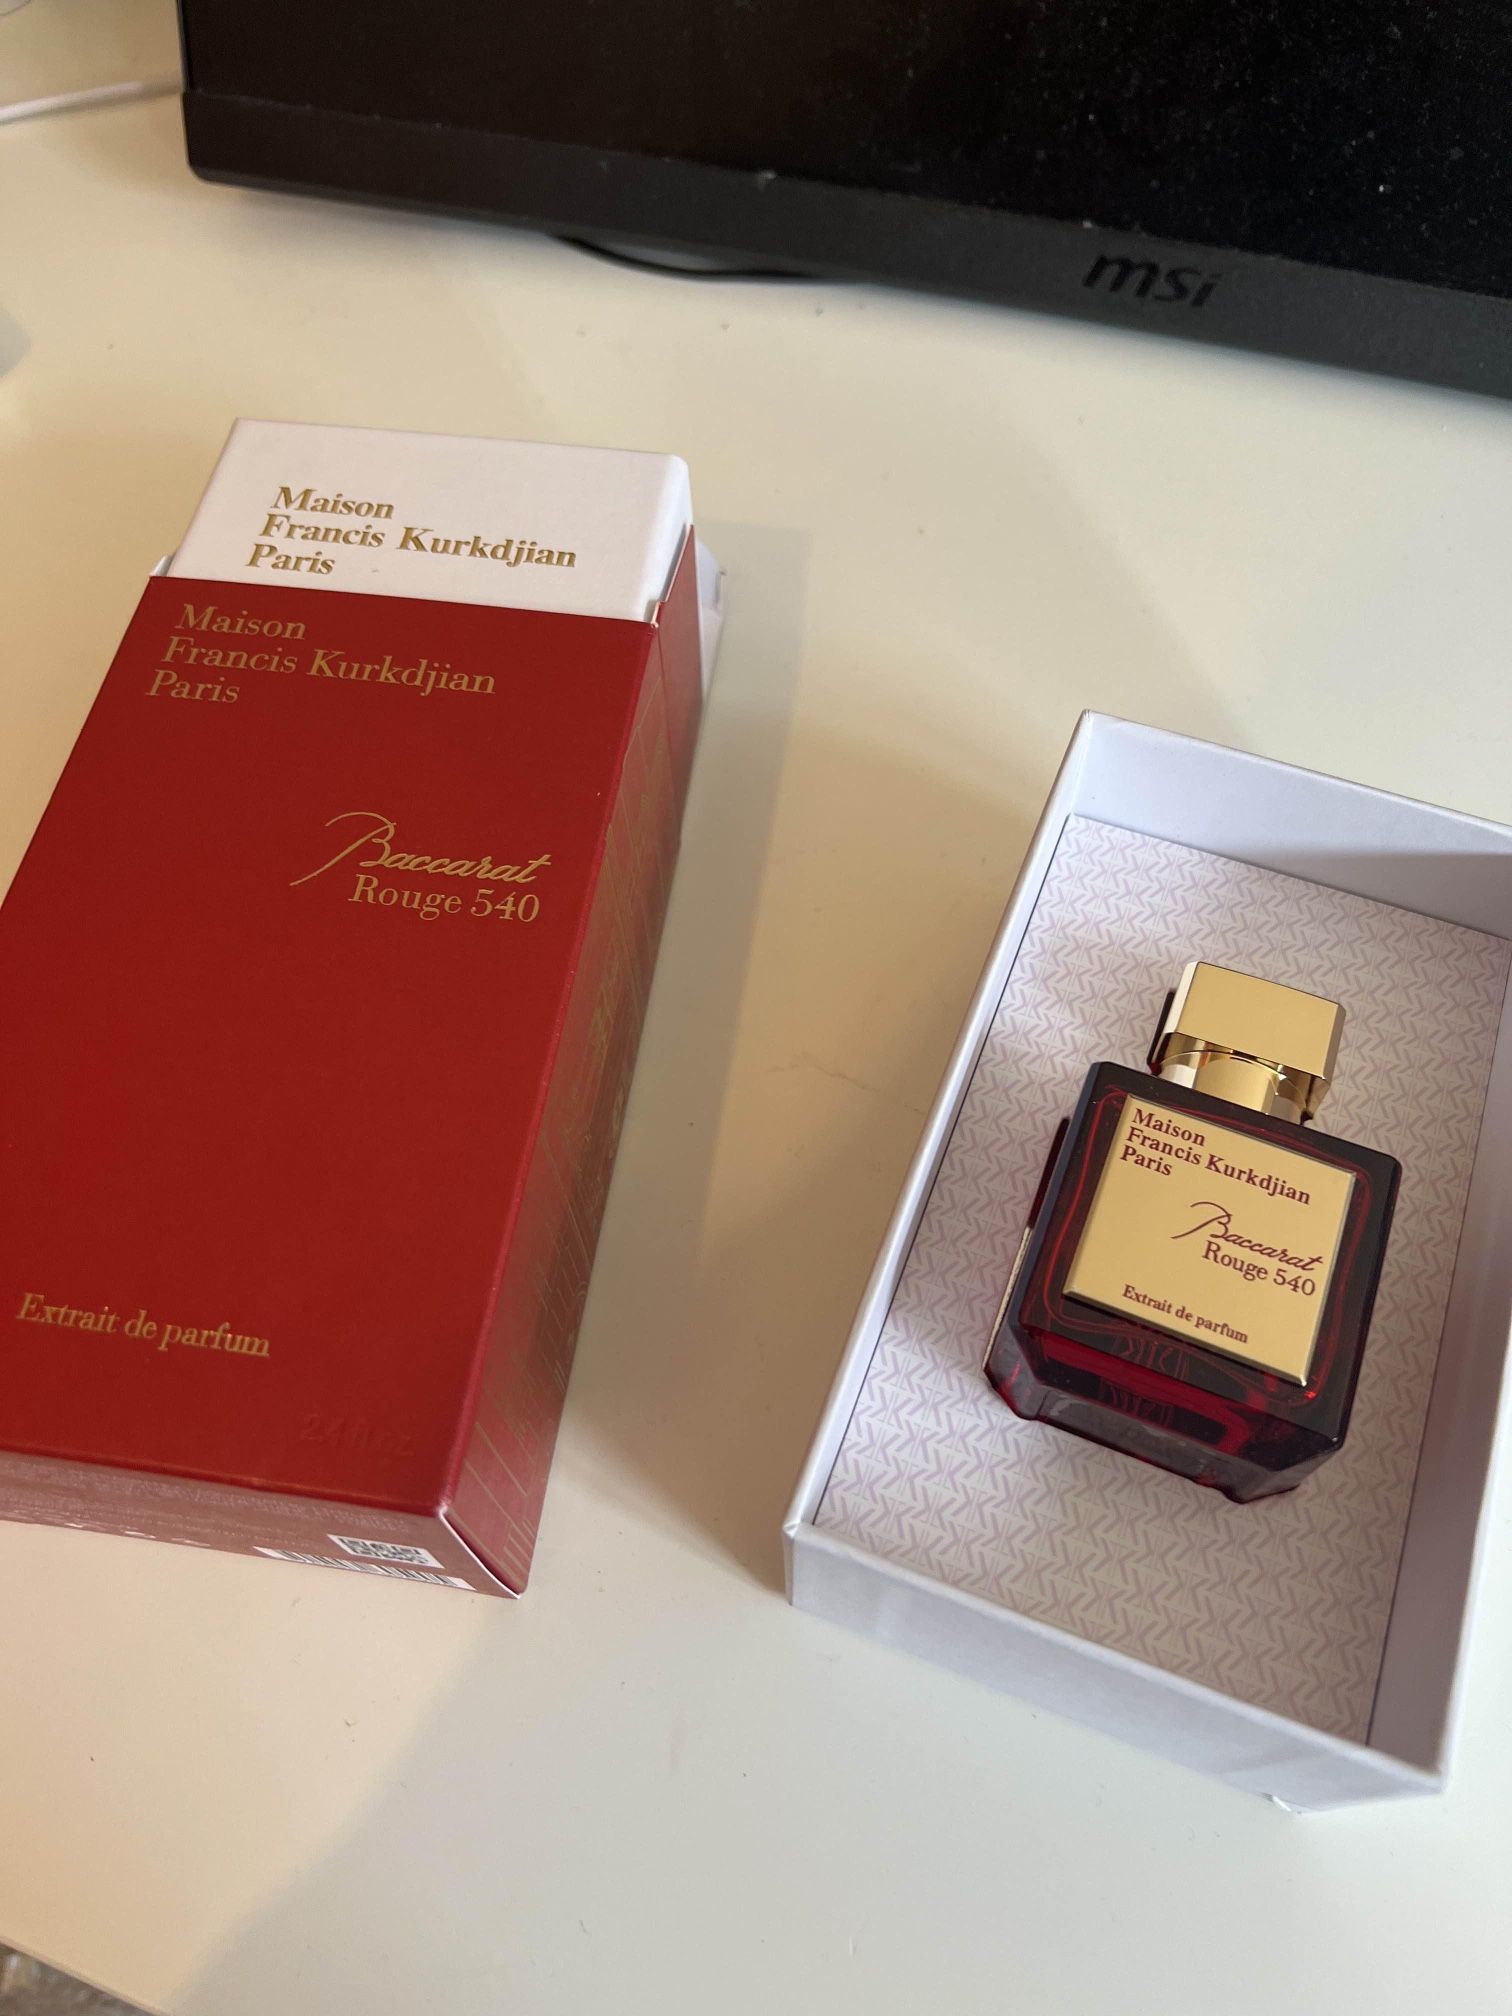 msi
Maison
Francis Kurkdjian
Paris
Maison
Francis Kurkdjian
Paris
Baccarat
Rouge 540
Extrait de parfum
Maison
Francis Kurkdjian
Paris
Baccarat
Rouge 540
Extrait de parfum